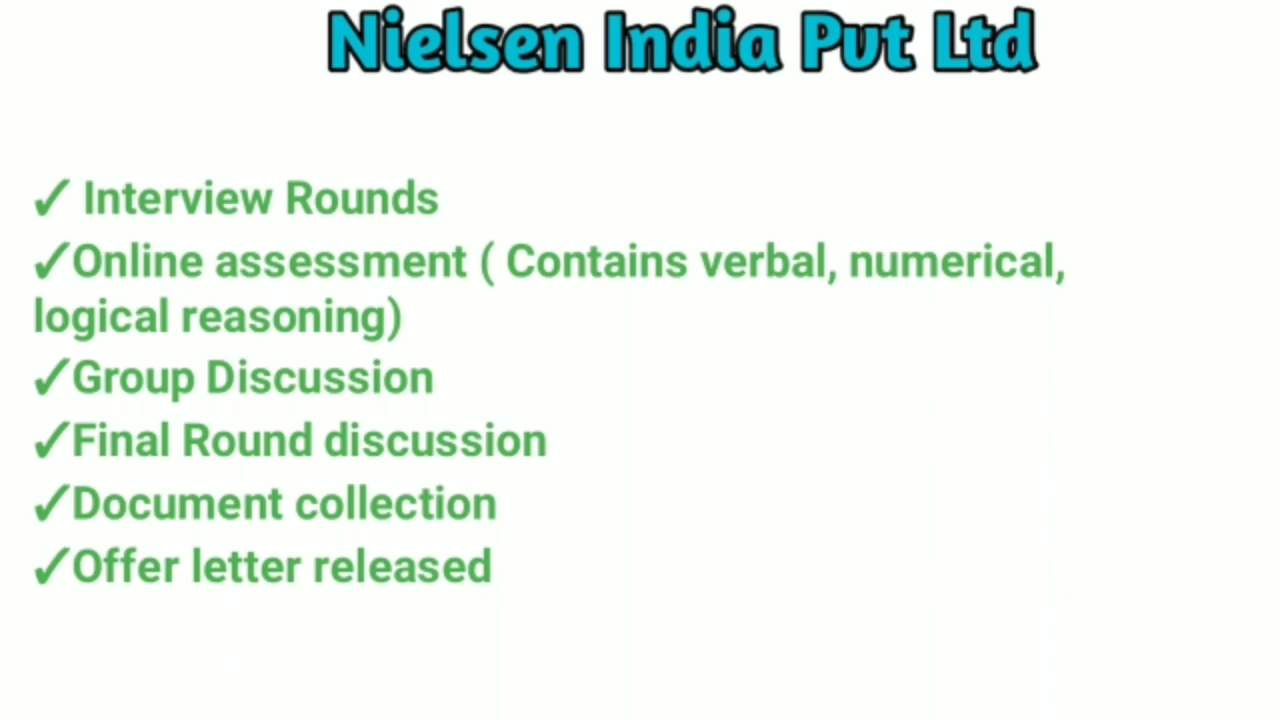 Nielsen India Pvt Ltd
✓ Interview Rounds
✓Online assessment ( Contains verbal, numerical,
logical reasoning)
✓Group Discussion
✓Final Round discussion
✓Document collection
✓Offer letter released